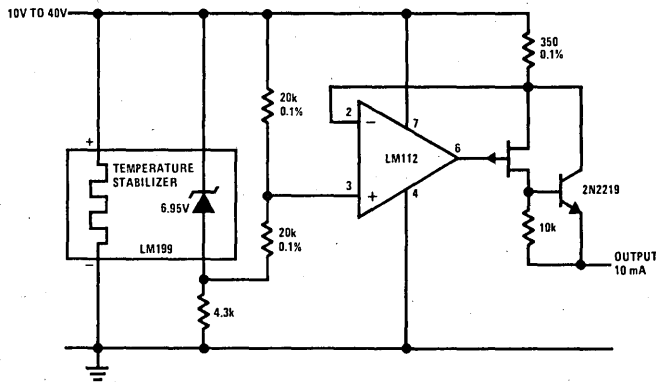 10V TO 40V
350
0.1%
20k
0.1%
2
7
+
TEMPERATURE
STABILIZER
−
LM112
6
6.95V
3
+
4
2N2219
20k
0.1%
10k
LM199
−
OUTPUT
10 mA
4.3k